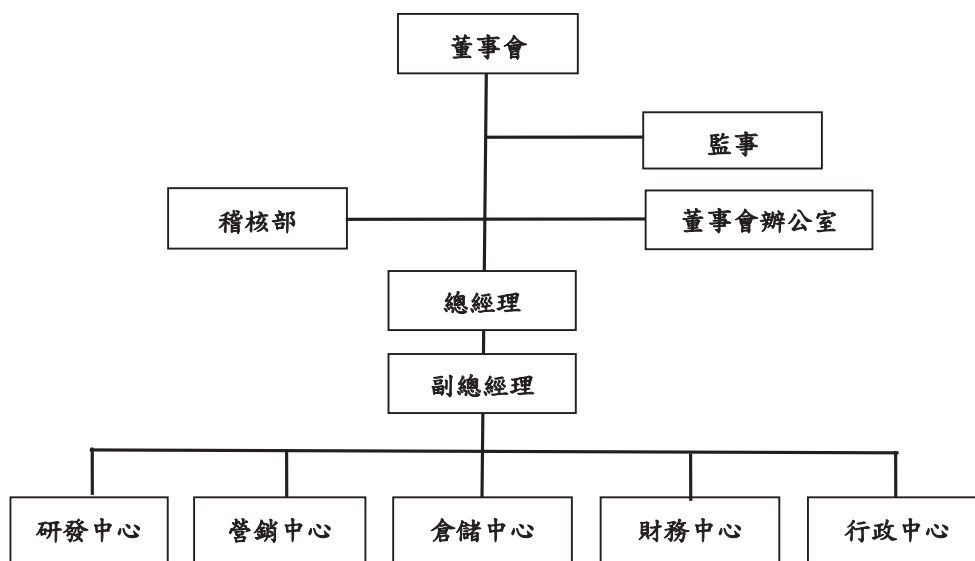 董事會
監事
稽核部
董事會辦公室
總經理
副總經理
研發中心
營銷中心
倉儲中心
財務中心
行政中心